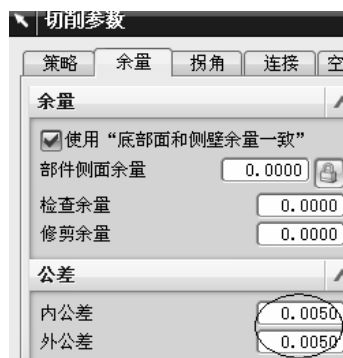 切削参数
策略 余量 拐角 连接 空
余量
使用“底部面和侧壁余量一致”
部件侧面余量 0.0000
检查余量 0.0000
修剪余量 0.0000
公差
内公差 0.0050
外公差 0.0050